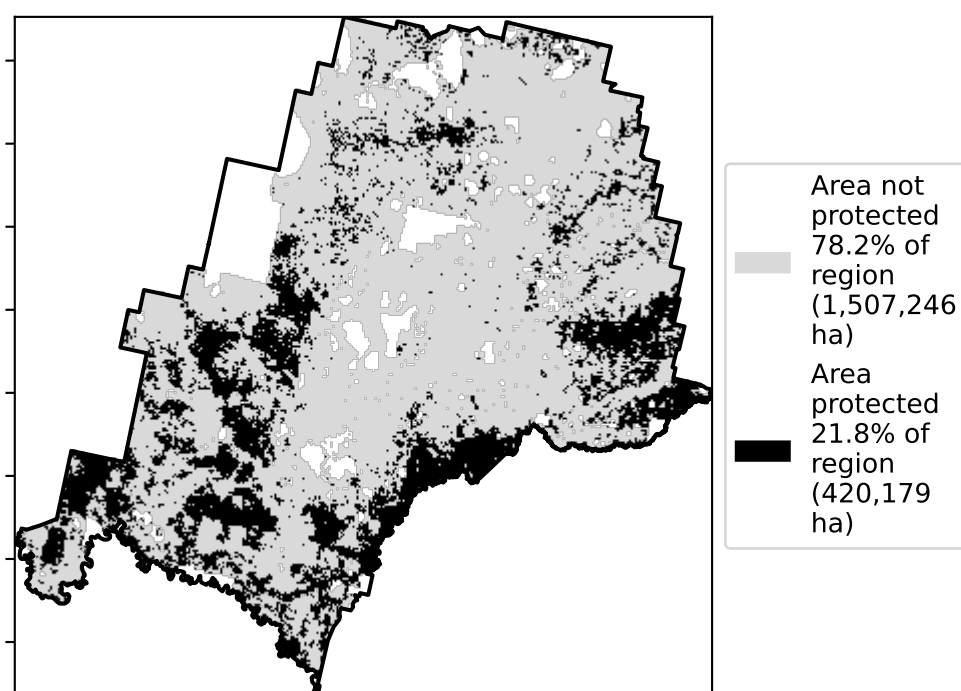 Area not
protected
78.2% of
region
(1,507,246
ha)
Area
protected
21.8% of
region
(420,179
ha)